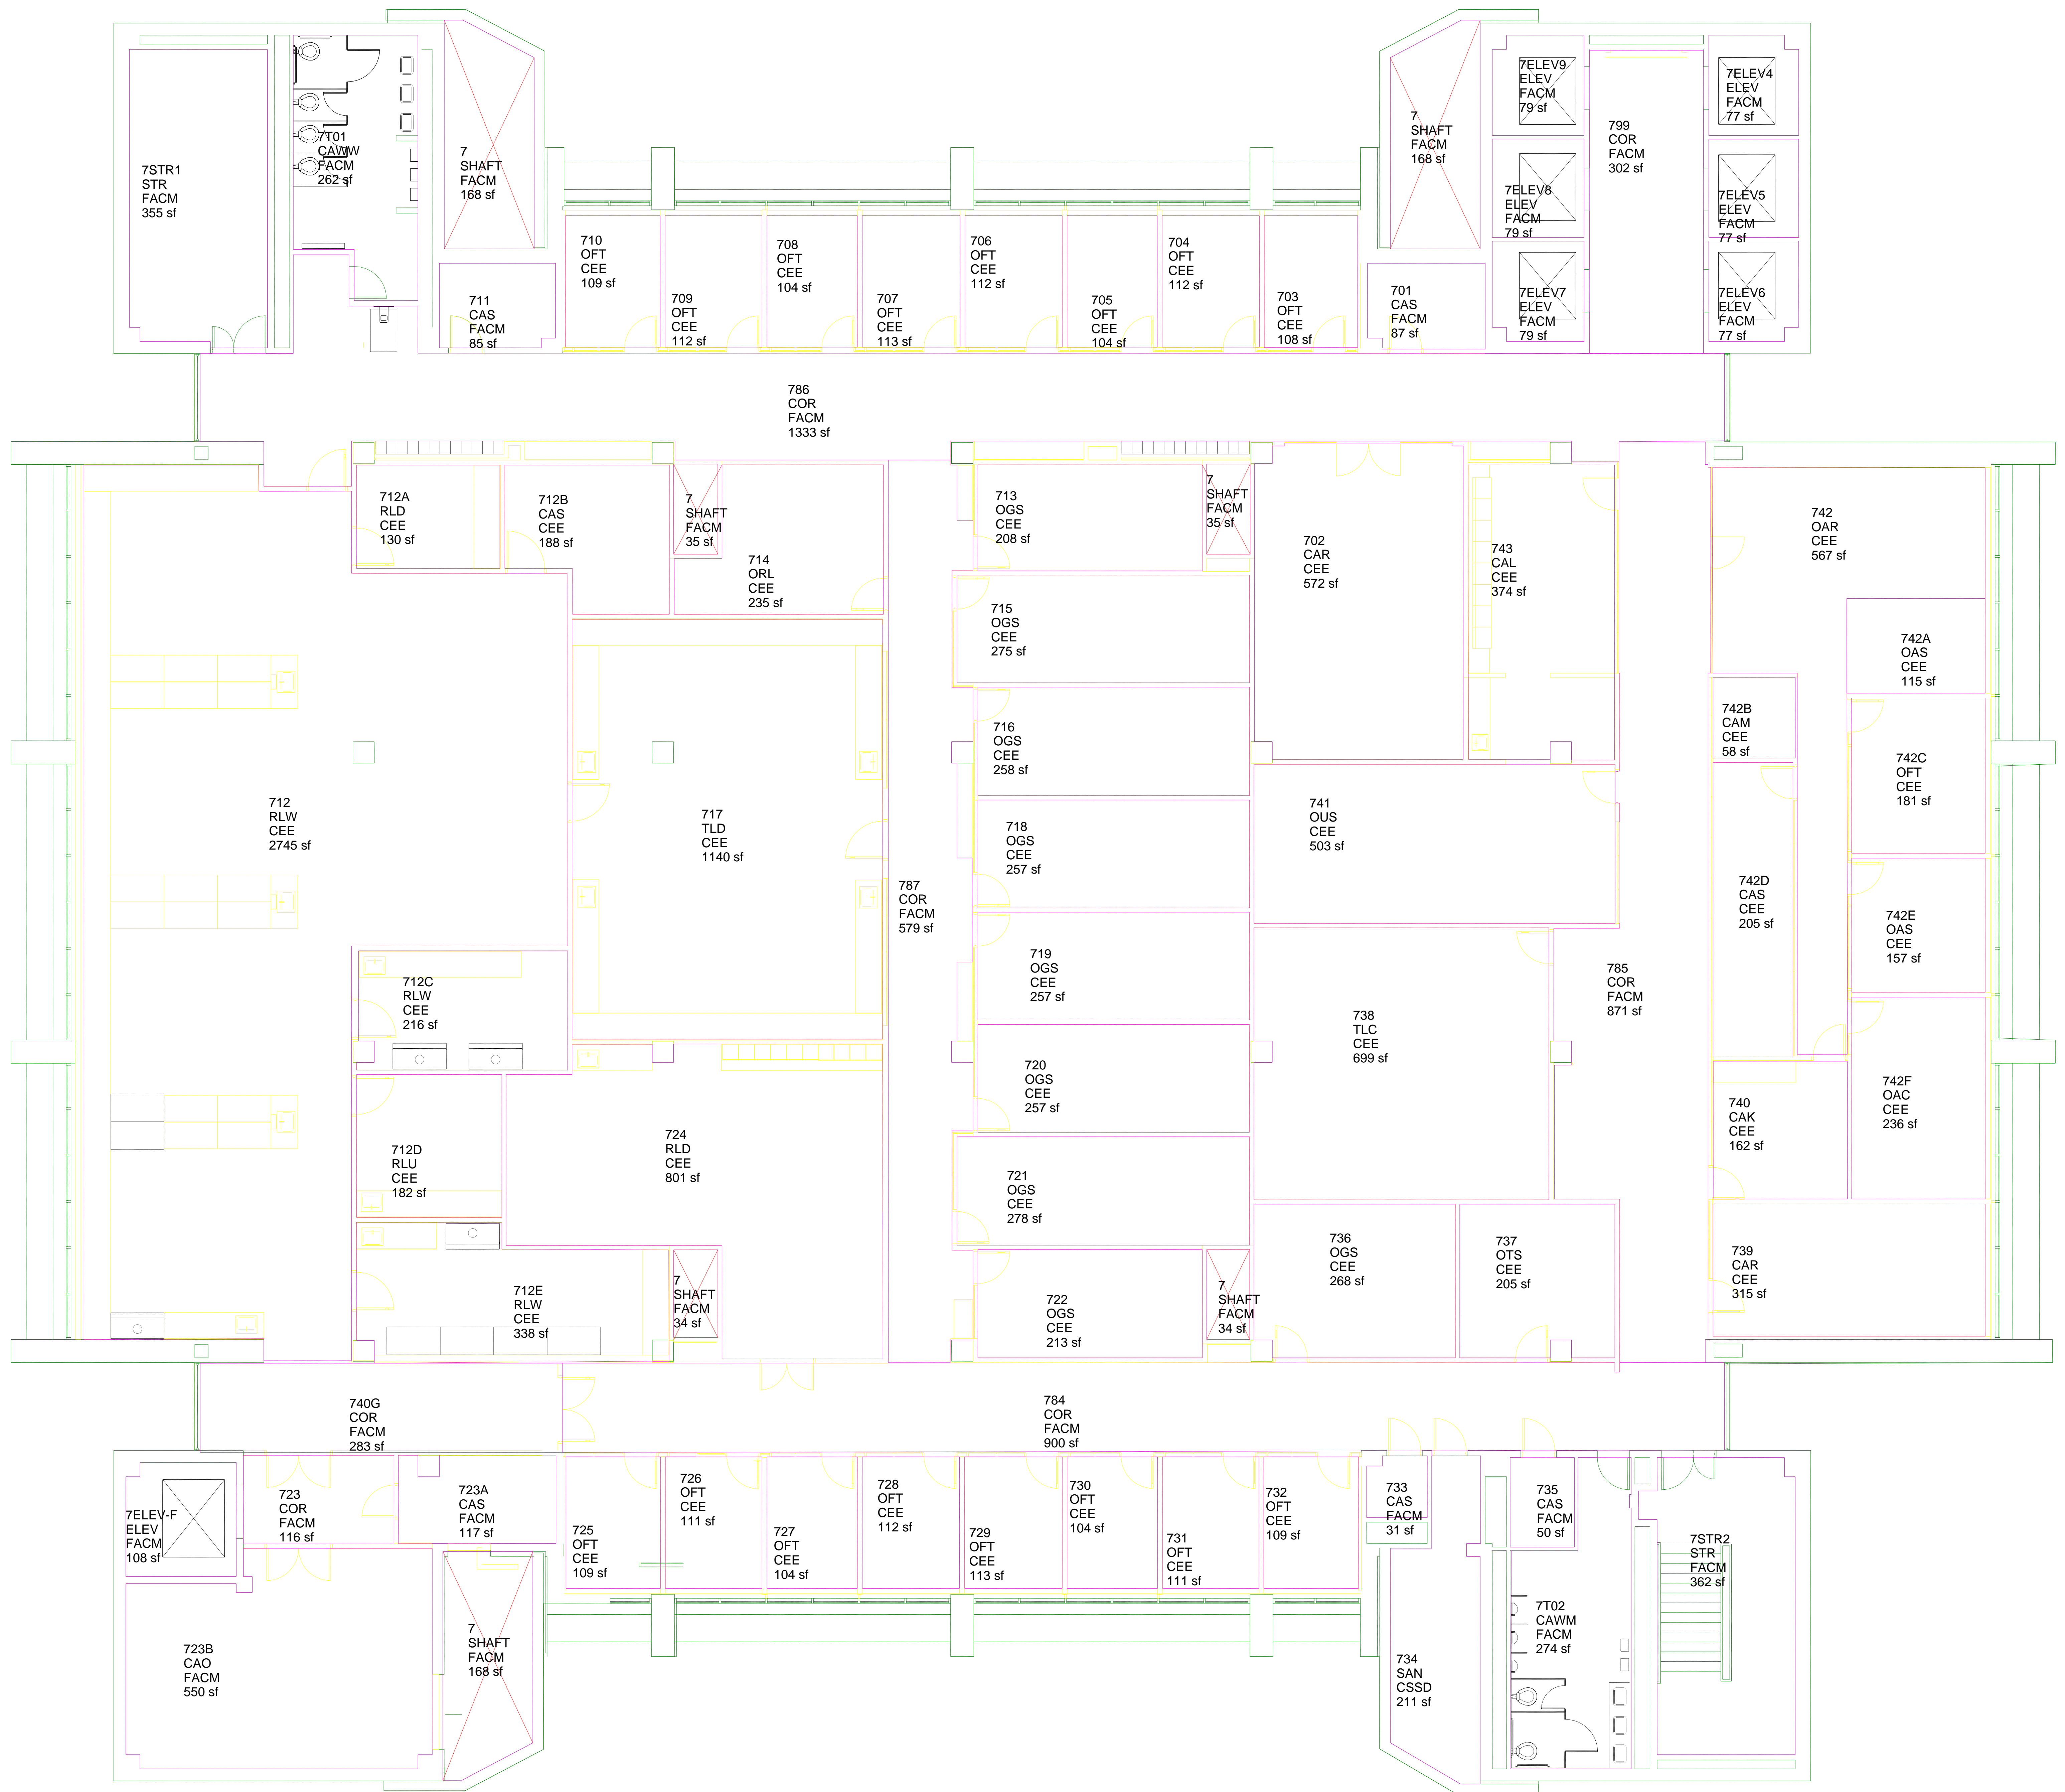 7STR1
STR
FACM
355 sf
7T01
CAWW
FACM
262 sf
7
SHAFT
FACM
168 sf
7
SHAFT
FACM
168 sf
7ELEV9
ELEV
FACM
79 sf
799
COR
FACM
302 sf
7ELEV4
ELEV
FACM
77 sf
7ELEV8
ELEV
FACM
79 sf
7ELEV5
ELEV
FACM
77 sf
7ELEV7
ELEV
FACM
79 sf
7ELEV6
ELEV
FACM
77 sf
711
CAS
FACM
85 sf
710
OFT
CEE
109 sf
709
OFT
CEE
112 sf
708
OFT
CEE
104 sf
707
OFT
CEE
113 sf
706
OFT
CEE
112 sf
705
OFT
CEE
104 sf
704
OFT
CEE
112 sf
703
OFT
CEE
108 sf
701
CAS
FACM
87 sf
786
COR
FACM
1333 sf
712A
RLD
CEE
130 sf
712B
CAS
CEE
188 sf
7
SHAFT
FACM
35 sf
714
ORL
CEE
235 sf
713
OGS
CEE
208 sf
7
SHAFT
FACM
35 sf
702
CAR
CEE
572 sf
743
CAL
CEE
374 sf
742
OAR
CEE
567 sf
715
OGS
CEE
275 sf
742A
OAS
CEE
115 sf
716
OGS
CEE
258 sf
742B
CAM
CEE
58 sf
742C
OFT
CEE
181 sf
712
RLW
CEE
2745 sf
717
TLD
CEE
1140 sf
718
OGS
CEE
257 sf
741
OUS
CEE
503 sf
787
COR
FACM
579 sf
742D
CAS
CEE
205 sf
742E
OAS
CEE
157 sf
712C
RLW
CEE
216 sf
719
OGS
CEE
257 sf
785
COR
FACM
871 sf
738
TLC
CEE
699 sf
720
OGS
CEE
257 sf
740
CAK
CEE
162 sf
742F
OAC
CEE
236 sf
712D
RLU
CEE
182 sf
724
RLD
CEE
801 sf
721
OGS
CEE
278 sf
736
OGS
CEE
268 sf
737
OTS
CEE
205 sf
739
CAR
CEE
315 sf
712E
RLW
CEE
338 sf
7
SHAFT
FACM
34 sf
722
OGS
CEE
213 sf
7
SHAFT
FACM
34 sf
740G
COR
FACM
283 sf
784
COR
FACM
900 sf
7ELEV-F
ELEV
FACM
108 sf
723
COR
FACM
116 sf
723A
CAS
FACM
117 sf
725
OFT
CEE
109 sf
726
OFT
CEE
111 sf
727
OFT
CEE
104 sf
728
OFT
CEE
112 sf
729
OFT
CEE
113 sf
730
OFT
CEE
104 sf
731
OFT
CEE
111 sf
732
OFT
CEE
109 sf
733
CAS
FACM
31 sf
735
CAS
FACM
50 sf
7STR2
STR
FACM
362 sf
723B
CAO
FACM
550 sf
7
SHAFT
FACM
168 sf
734
SAN
CSSD
211 sf
7T02
CAWM
FACM
274 sf